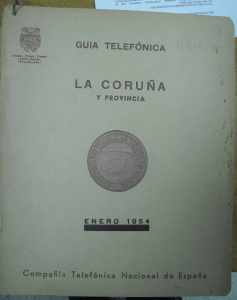 GUIA TELEFÓNICA
LA CORUÑA
Y PROVINCIA
ENERO 1954
Compañía Telefónica Nacional de España